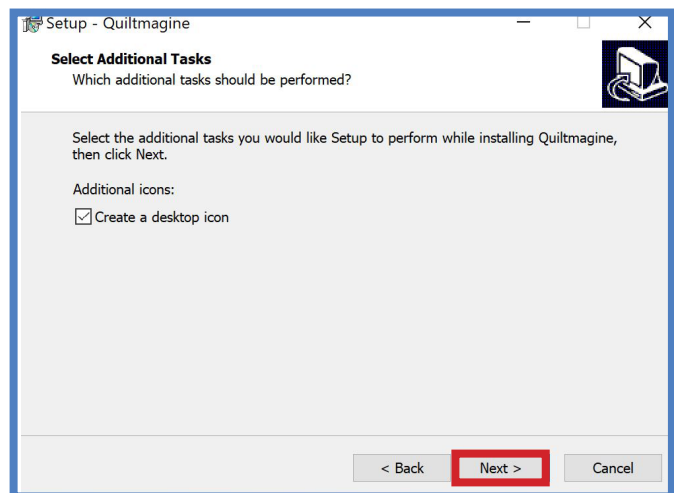 Setup - Quiltmagine
Select Additional Tasks
Which additional tasks should be performed?
Select the additional tasks you would like Setup to perform while installing Quiltmagine,
then click Next.
Additional icons:
Create a desktop icon
< Back Next > Cancel